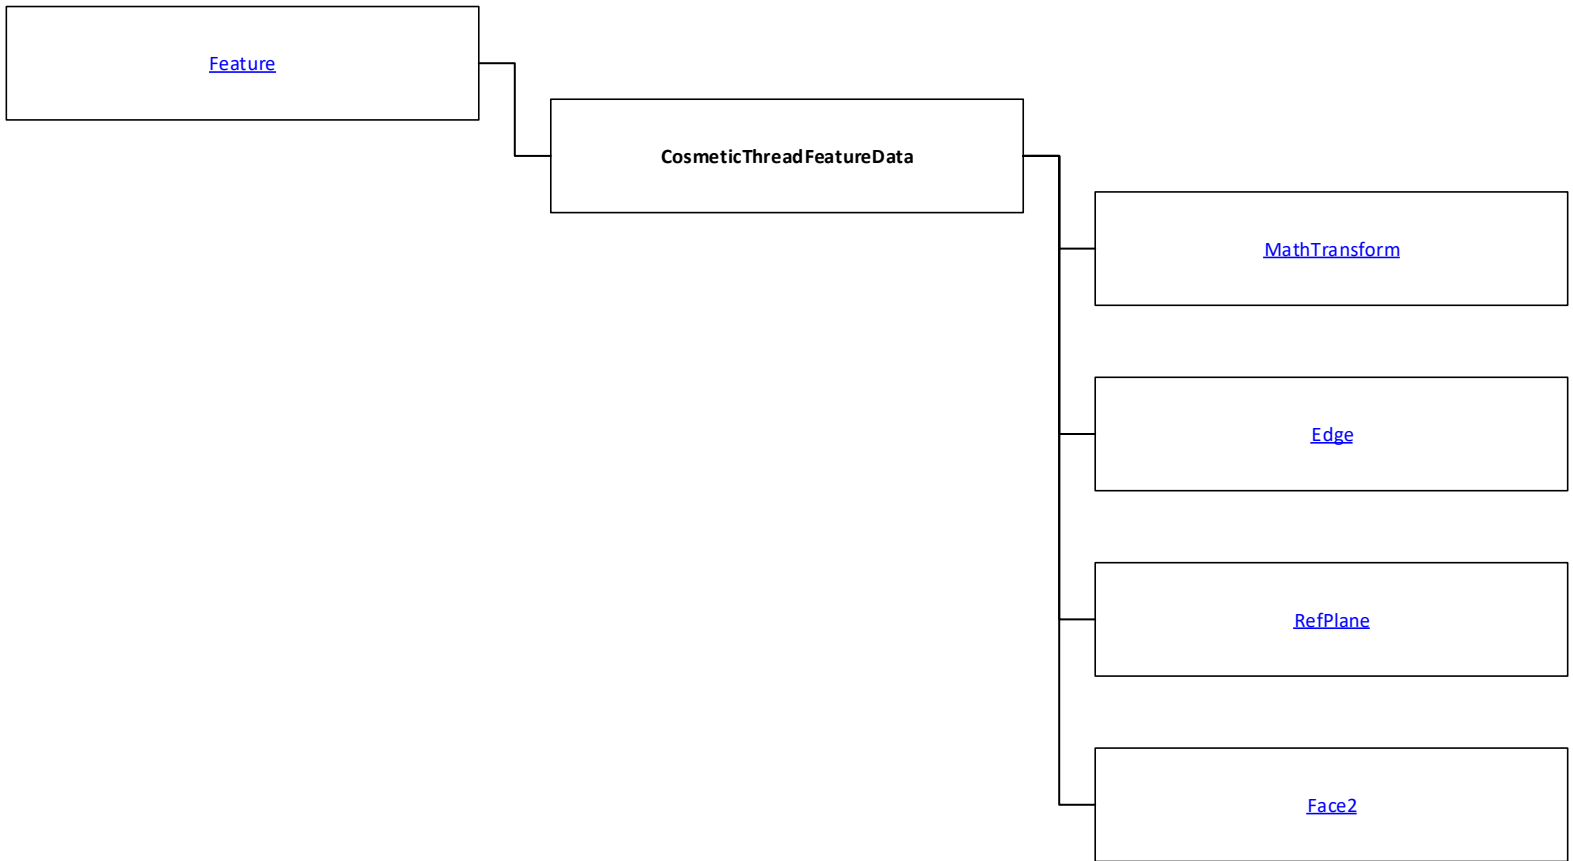 Feature
CosmeticThreadFeatureData
MathTransform
Edge
RefPlane
Face2